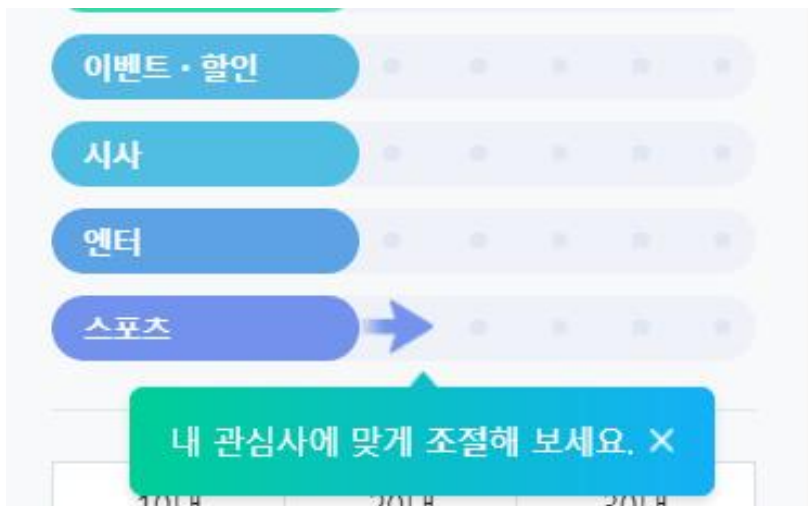 이벤트・할인
시사
엔터
스포츠
내 관심사에 맞게 조절해 보세요. ×